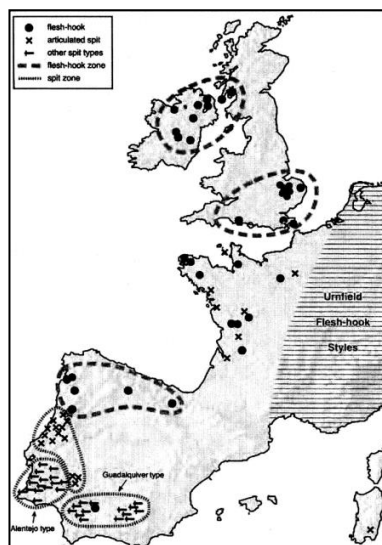 flesh-hook
articulated spit
other spit types
flesh-hook zone
spit zone
Urnfield
Flesh-hook
Styles
Guadalquiver type
Alentejo type